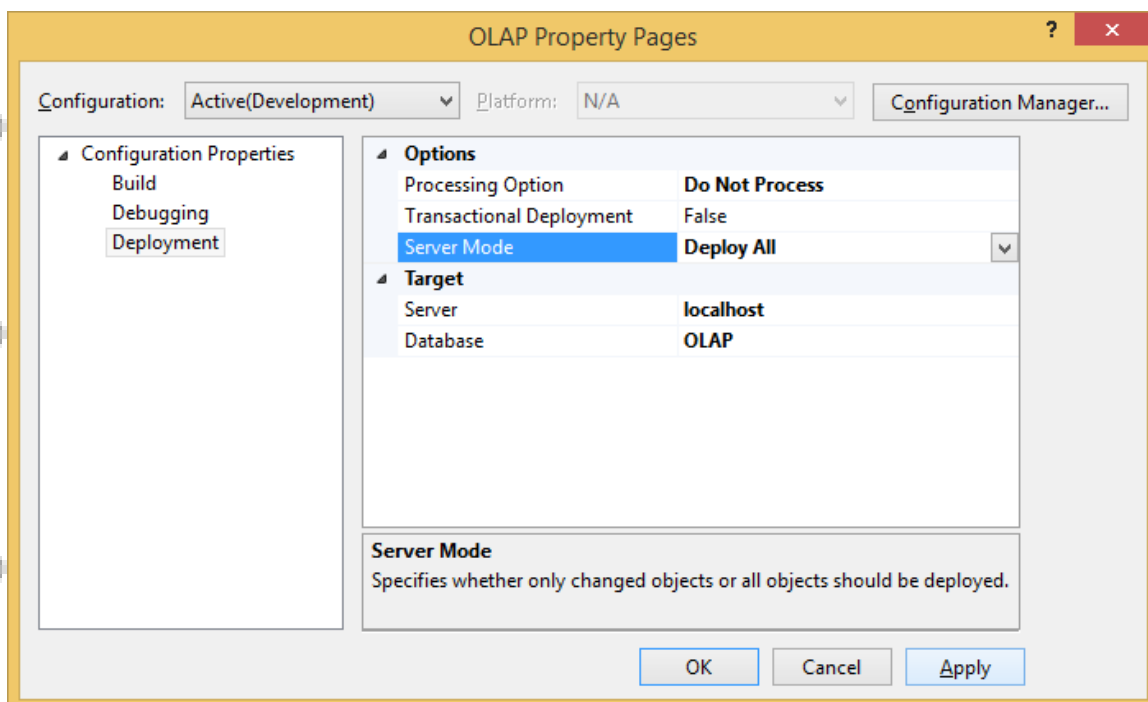 OLAP Property Pages
?
×
Configuration: Active(Development) Platform: N/A Configuration Manager...
Configuration Properties
Build
Debugging
Deployment
Options
Processing Option Do Not Process
Transactional Deployment False
Server Mode Deploy All
Target
Server localhost
Database OLAP
Server Mode
Specifies whether only changed objects or all objects should be deployed.
OK Cancel Apply